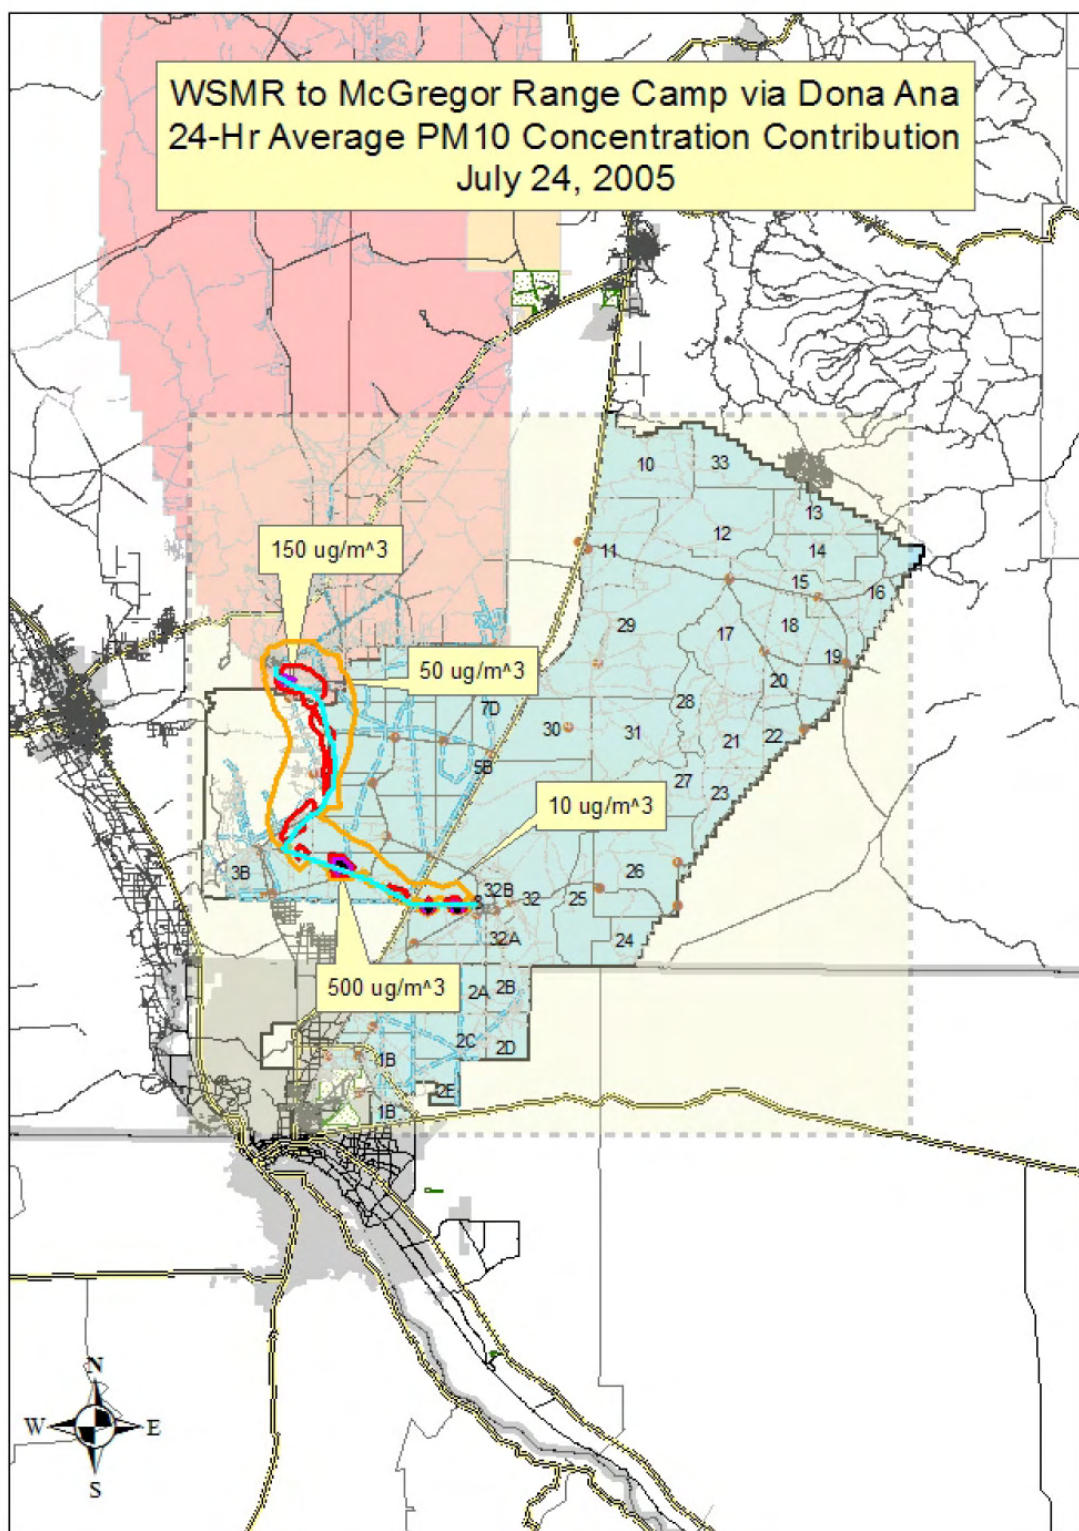 WSMR to McGregor Range Camp via Dona Ana
24-Hr Average PM10 Concentration Contribution
July 24, 2005
10
33
13
12
14
11
15
16
150 ug/m^3
29
17
18
19
50 ug/m^3
20
28
7D
30
31
21
22
5B
27
23
10 ug/m^3
26
3B
32B
32
25
32A
24
500 ug/m^3
2A
2B
2C
2D
1B
2E
1B
N
W
E
S